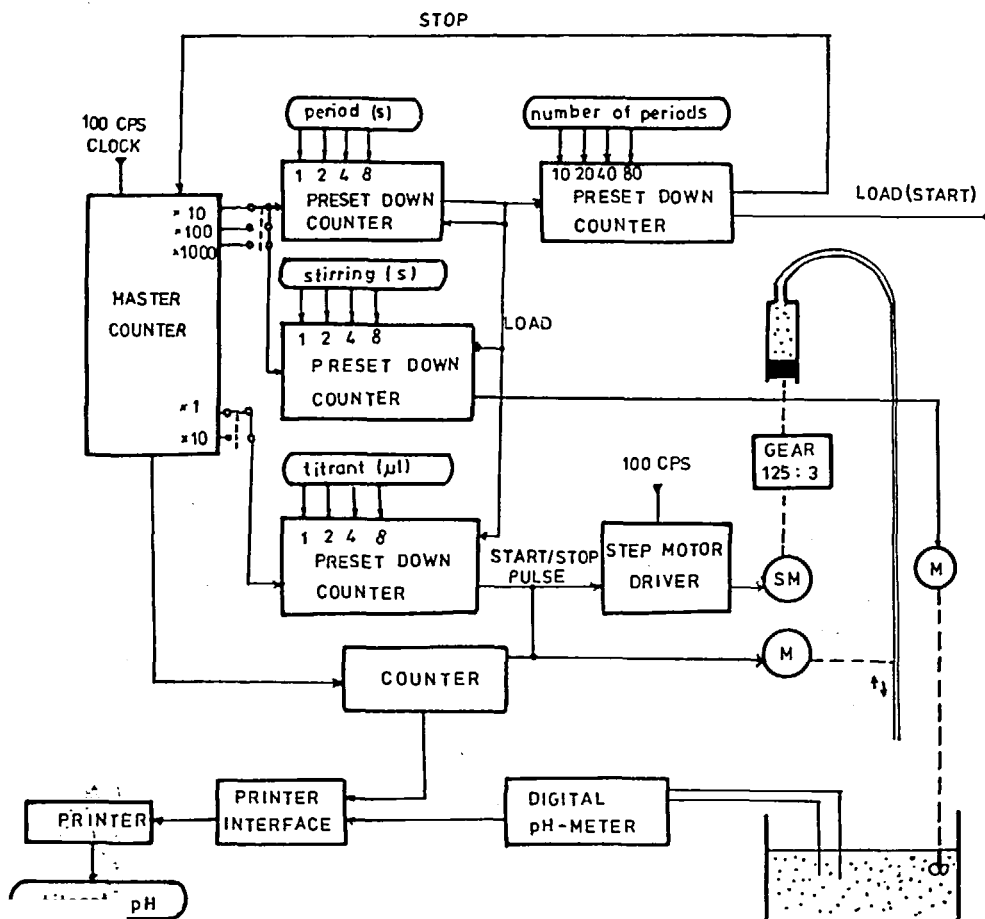 STOP
period (s)
number of periods
100 CPS
CLOCK
1 2 4 8
PRESET DOWN
COUNTER
10 20 40 80
PRESET DOWN
COUNTER
LOAD (START)
× 10
× 100
×1000
HASTER
COUNTER
stirring (s)
1 2 4 8
PRESET DOWN
COUNTER
LOAD
× 1
×10
titrant (µl)
1 2 4 8
PRESET DOWN
COUNTER
START/STOP
PULSE
100 CPS
STEP MOTOR
DRIVER
GEAR
125 : 3
SM
M
M
COUNTER
PRINTER
PRINTER
INTERFACE
DIGITAL
pH-METER
pH